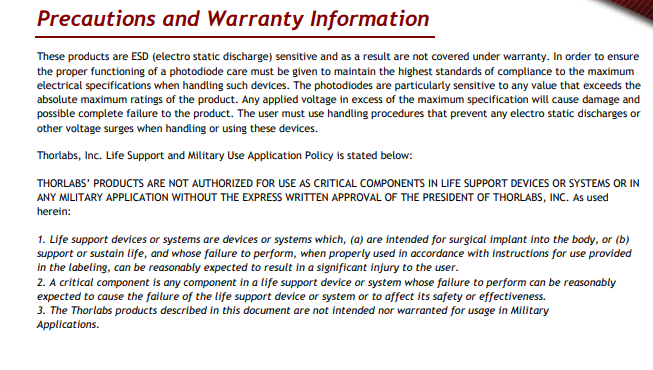 Precautions and Warranty Information
These products are ESD (electro static discharge) sensitive and as a result are not covered under warranty. In order to ensure
the proper functioning of a photodiode care must be given to maintain the highest standards of compliance to the maximum
electrical specifications when handling such devices. The photodiodes are particularly sensitive to any value that exceeds the
absolute maximum ratings of the product. Any applied voltage in excess of the maximum specification will cause damage and
possible complete failure to the product. The user must use handling procedures that prevent any electro static discharges or
other voltage surges when handling or using these devices.
Thorlabs, Inc. Life Support and Military Use Application Policy is stated below:
THORLABS' PRODUCTS ARE NOT AUTHORIZED FOR USE AS CRITICAL COMPONENTS IN LIFE SUPPORT DEVICES OR SYSTEMS OR IN
ANY MILITARY APPLICATION WITHOUT THE EXPRESS WRITTEN APPROVAL OF THE PRESIDENT OF THORLABS, INC. As used
herein:
1. Life support devices or systems are devices or systems which, (a) are intended for surgical implant into the body, or (b)
support or sustain life, and whose failure to perform, when properly used in accordance with instructions for use provided
in the labeling, can be reasonably expected to result in a significant injury to the user.
2. A critical component is any component in a life support device or system whose failure to perform can be reasonably
expected to cause the failure of the life support device or system or to affect its safety or effectiveness.
3. The Thorlabs products described in this document are not intended nor warranted for usage in Military
Applications.